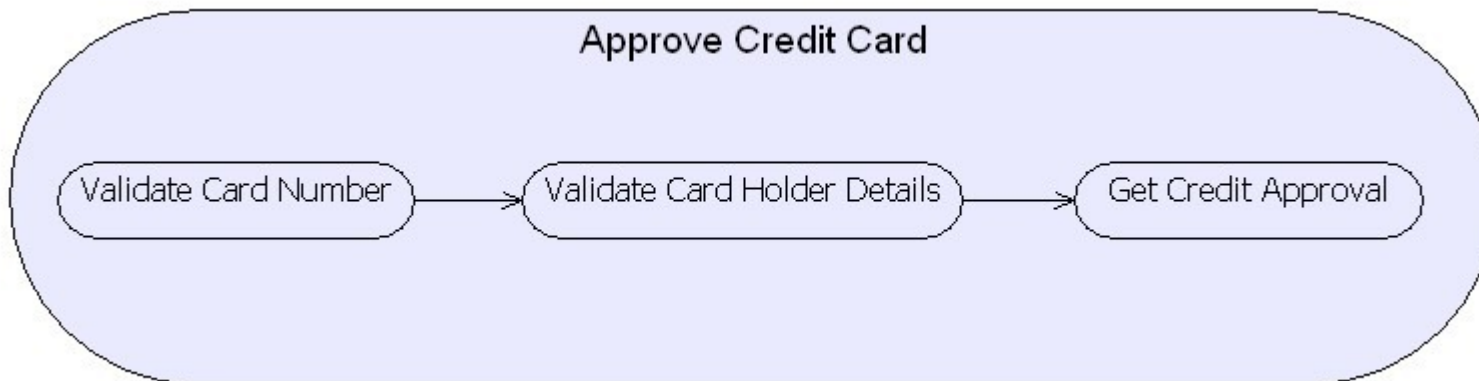 Approve Credit Card
Validate Card Number
Validate Card Holder Details
Get Credit Approval